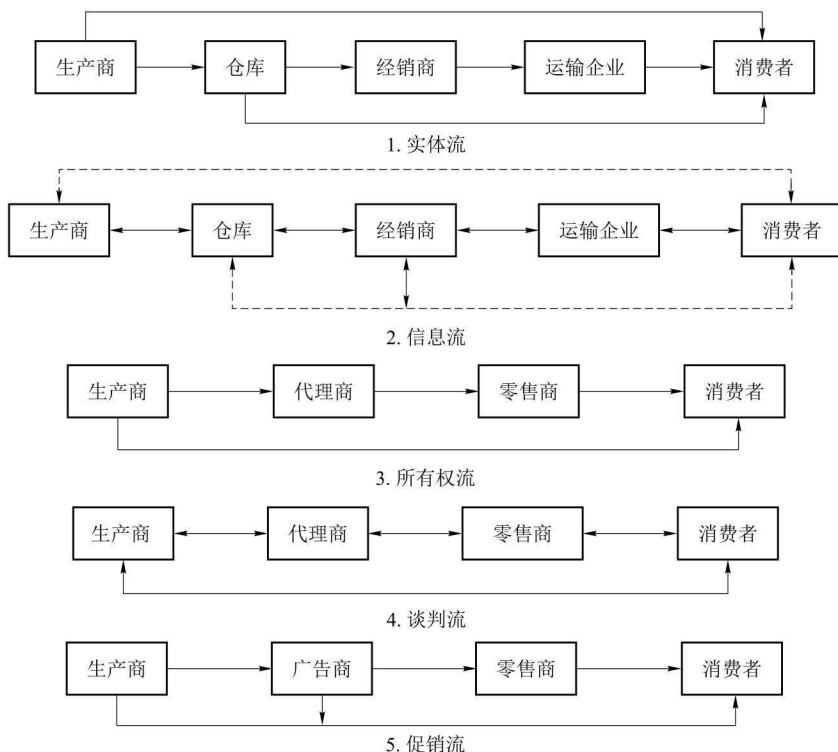 生产商 仓库 经销商 运输企业 消费者
1. 实体流
生产商 仓库 经销商 运输企业 消费者
2. 信息流
生产商 代理商 零售商 消费者
3. 所有权流
生产商 代理商 零售商 消费者
4. 谈判流
生产商 广告商 零售商 消费者
5. 促销流